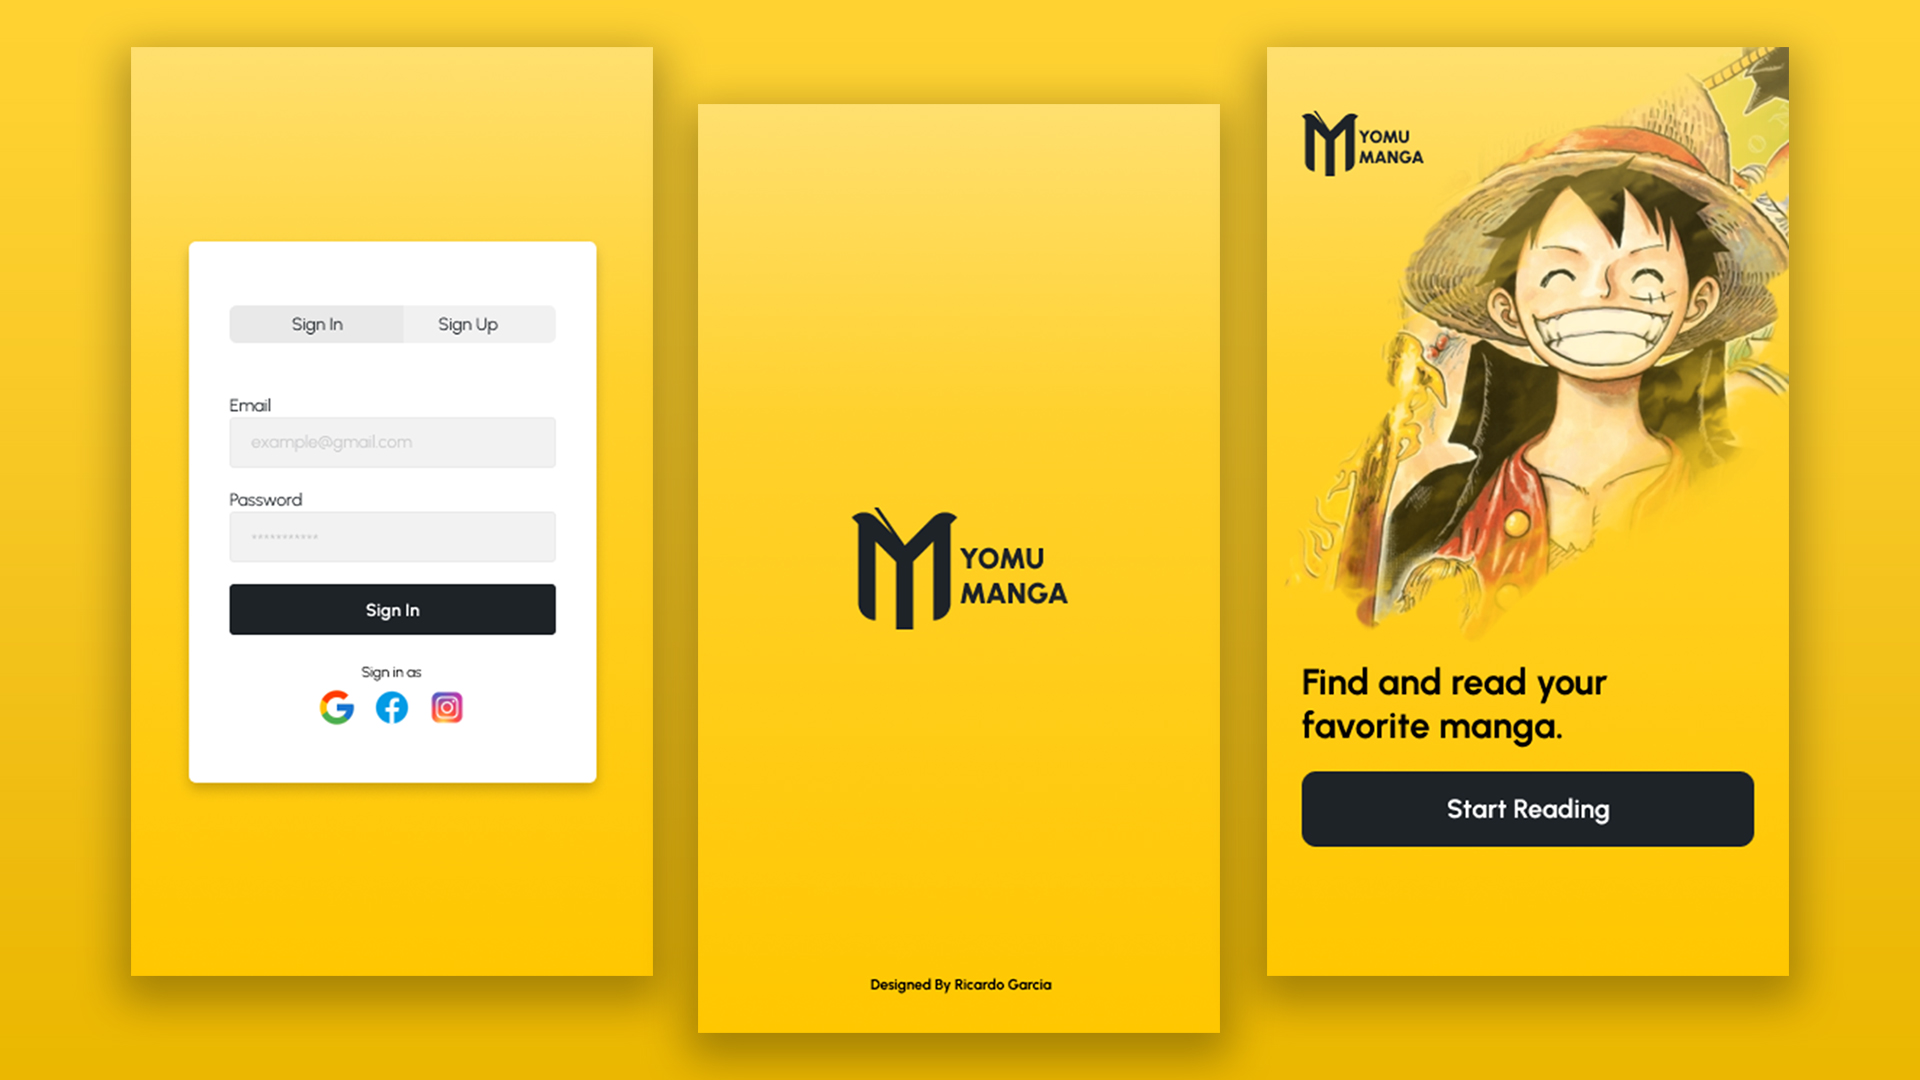 Sign In
Sign Up
Email
example@gmail.com
Password
***********
Sign In
Sign in as
YOMU
MANGA
Designed By Ricardo Garcia
YOMU
MANGA
Find and read your
favorite manga.
Start Reading